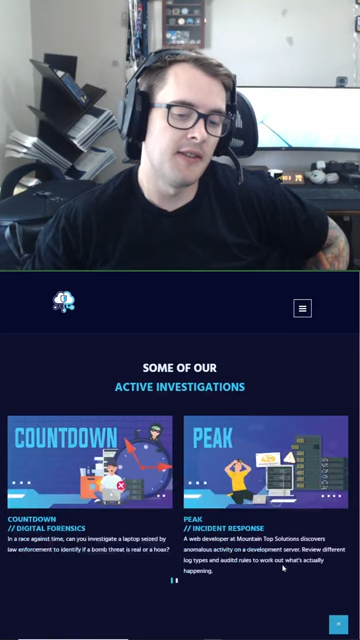 SOME OF OUR
ACTIVE INVESTIGATIONS
COUNTDOWN
PEAK
429
COUNTDOWN
// DIGITAL FORENSICS
In a race against time, can you investigate a laptop seized by
law enforcement to identify if a bomb threat is real or a hoax?
PEAK
// INCIDENT RESPONSE
A web developer at Mountain Top Solutions discovers
anomalous activity on a development server. Review different
log types and auditd rules to work out what's actually
happening.